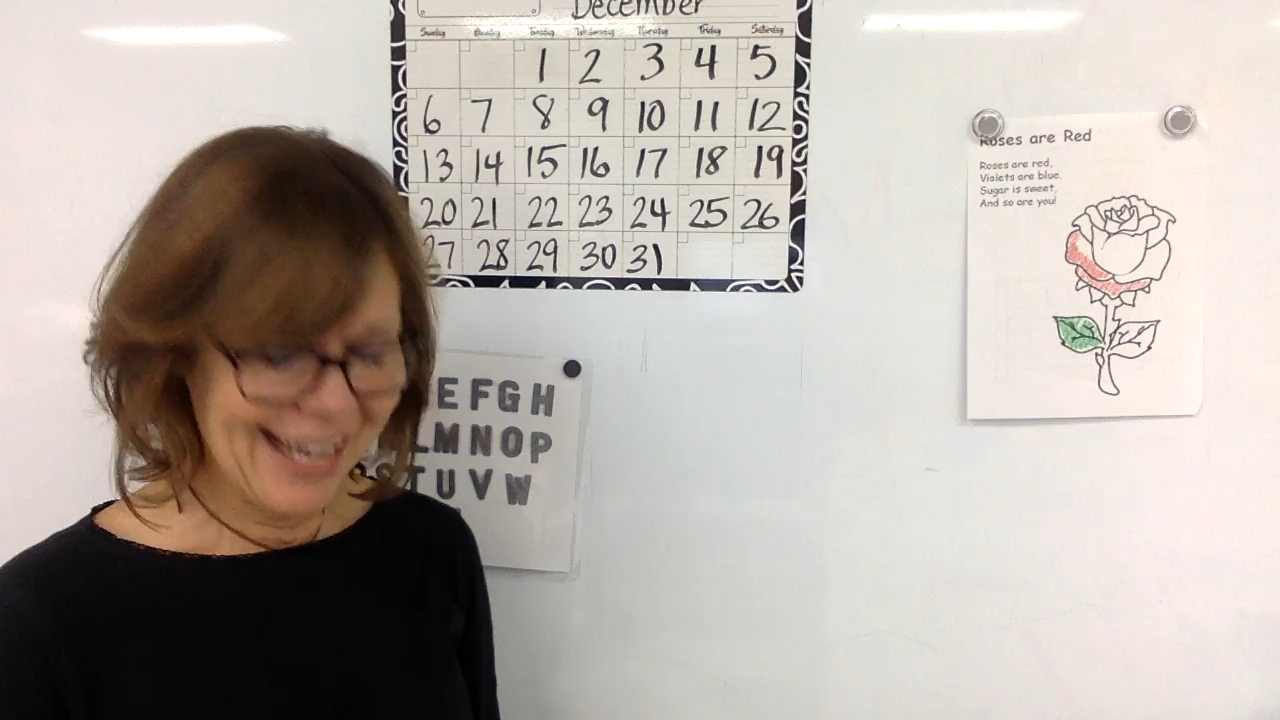 December
Sunday Monday Tuesday Wednesday Thursday Friday Saturday
1 2 3 4 5
6 7 8 9 10 11 12
13 14 15 16 17 18 19
20 21 22 23 24 25 26
27 28 29 30 31
EFGH
LMNOP
STUVW
Roses are Red
Roses are red,
Violets are blue,
Sugar is sweet,
And so are you!